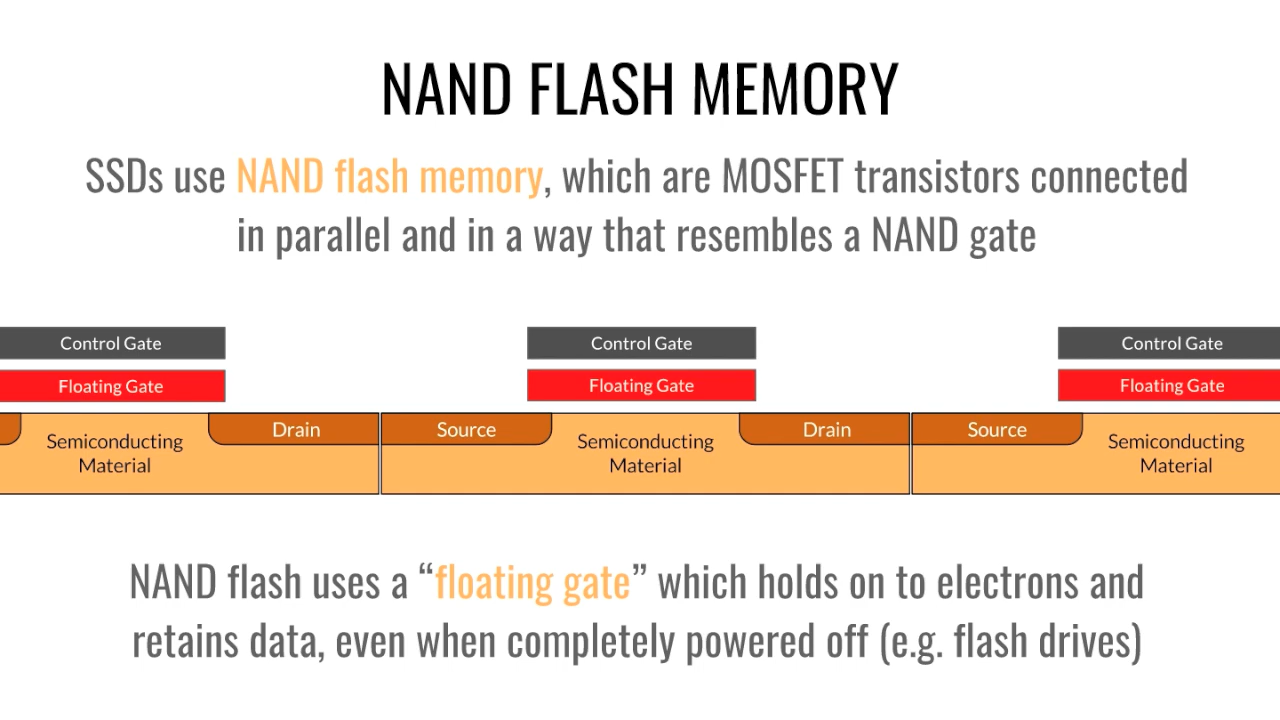 NAND FLASH MEMORY
SSDs use NAND flash memory, which are MOSFET transistors connected
in parallel and in a way that resembles a NAND gate
Control Gate
Control Gate
Control Gate
Floating Gate
Floating Gate
Floating Gate
Semiconducting
Material
Drain
Source
Semiconducting
Material
Drain
Source
Semiconducting
Material
NAND flash uses a “floating gate” which holds on to electrons and
retains data, even when completely powered off (e.g. flash drives)